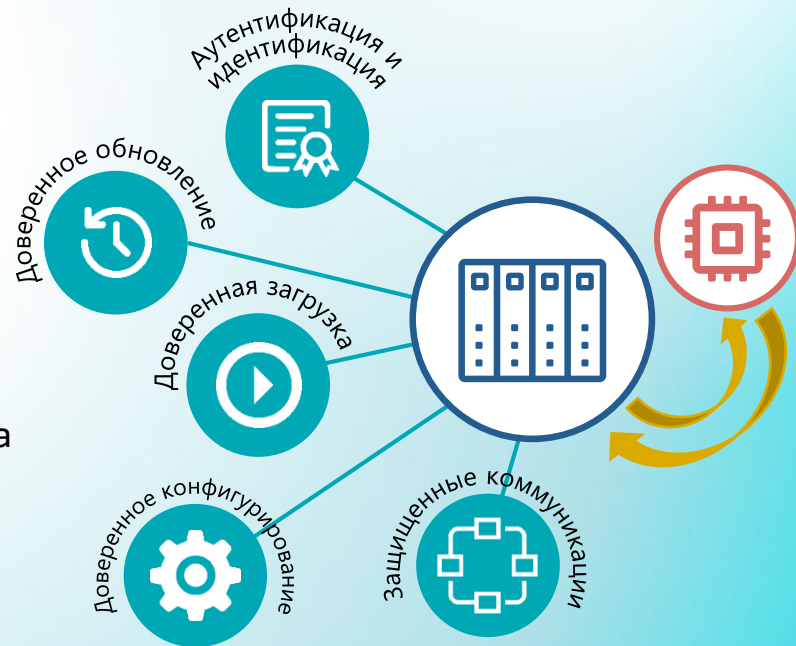 Аутентификация и
идентификация
Доверенное обновление
Доверенная загрузка
а
Доверенное конфигурирование
Защищенные коммуникации